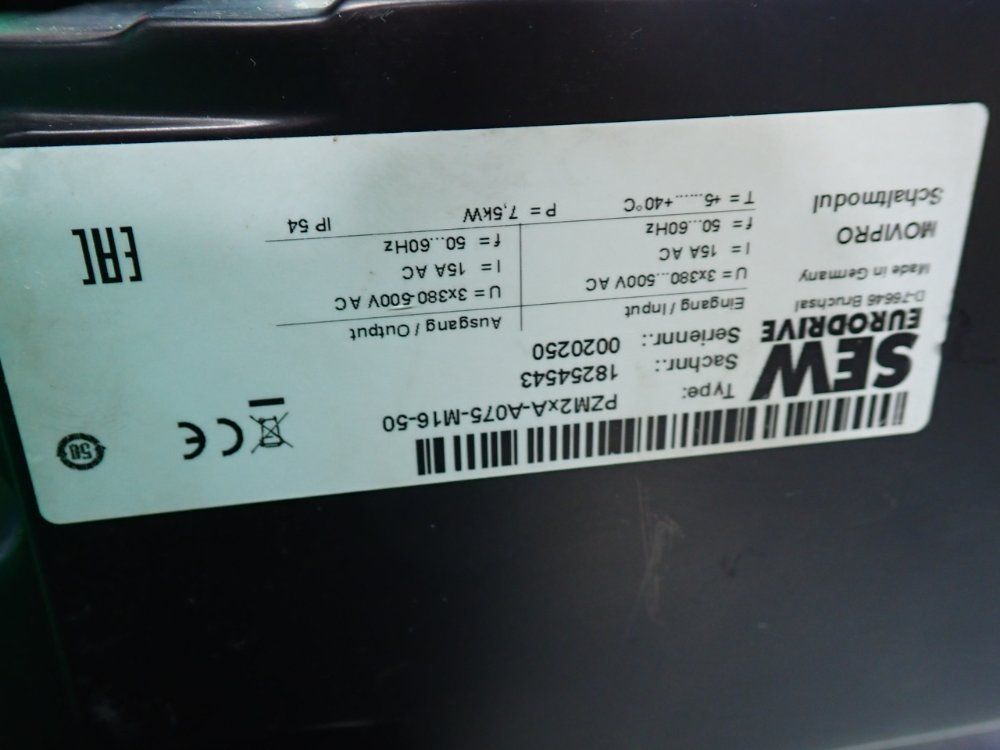 SEW
EURODRIVE
D-76646 Bruchsal
Made in Germany
MOVIPRO
Schaltmodul
Type: PZM2xA-A075-M16-50
Sachnr.: 18254543
Seriennr.: 0020250
Eingang / Input
U = 3x380...500V AC
I = 15A AC
f = 50...60Hz
T = +5......+40°C
Ausgang / Output
U = 3x380-500V AC
I = 15A AC
f = 50...60Hz
P = 7,5kW
IP 54
CE
50
EAC